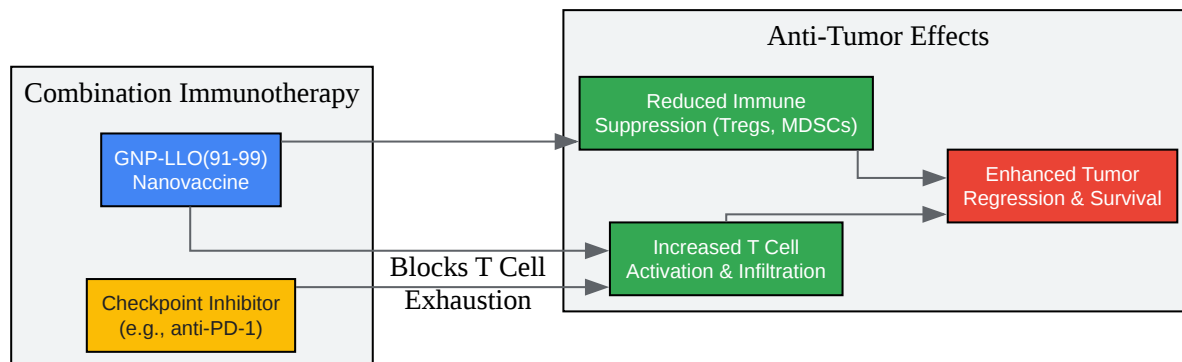 Combination Immunotherapy
GNP-LLO(91-99)
Nanovaccine
Checkpoint Inhibitor
(e.g., anti-PD-1)
Blocks T Cell
Exhaustion
Anti-Tumor Effects
Reduced Immune
Suppression (Tregs, MDSCs)
Increased T Cell
Activation & Infiltration
Enhanced Tumor
Regression & Survival